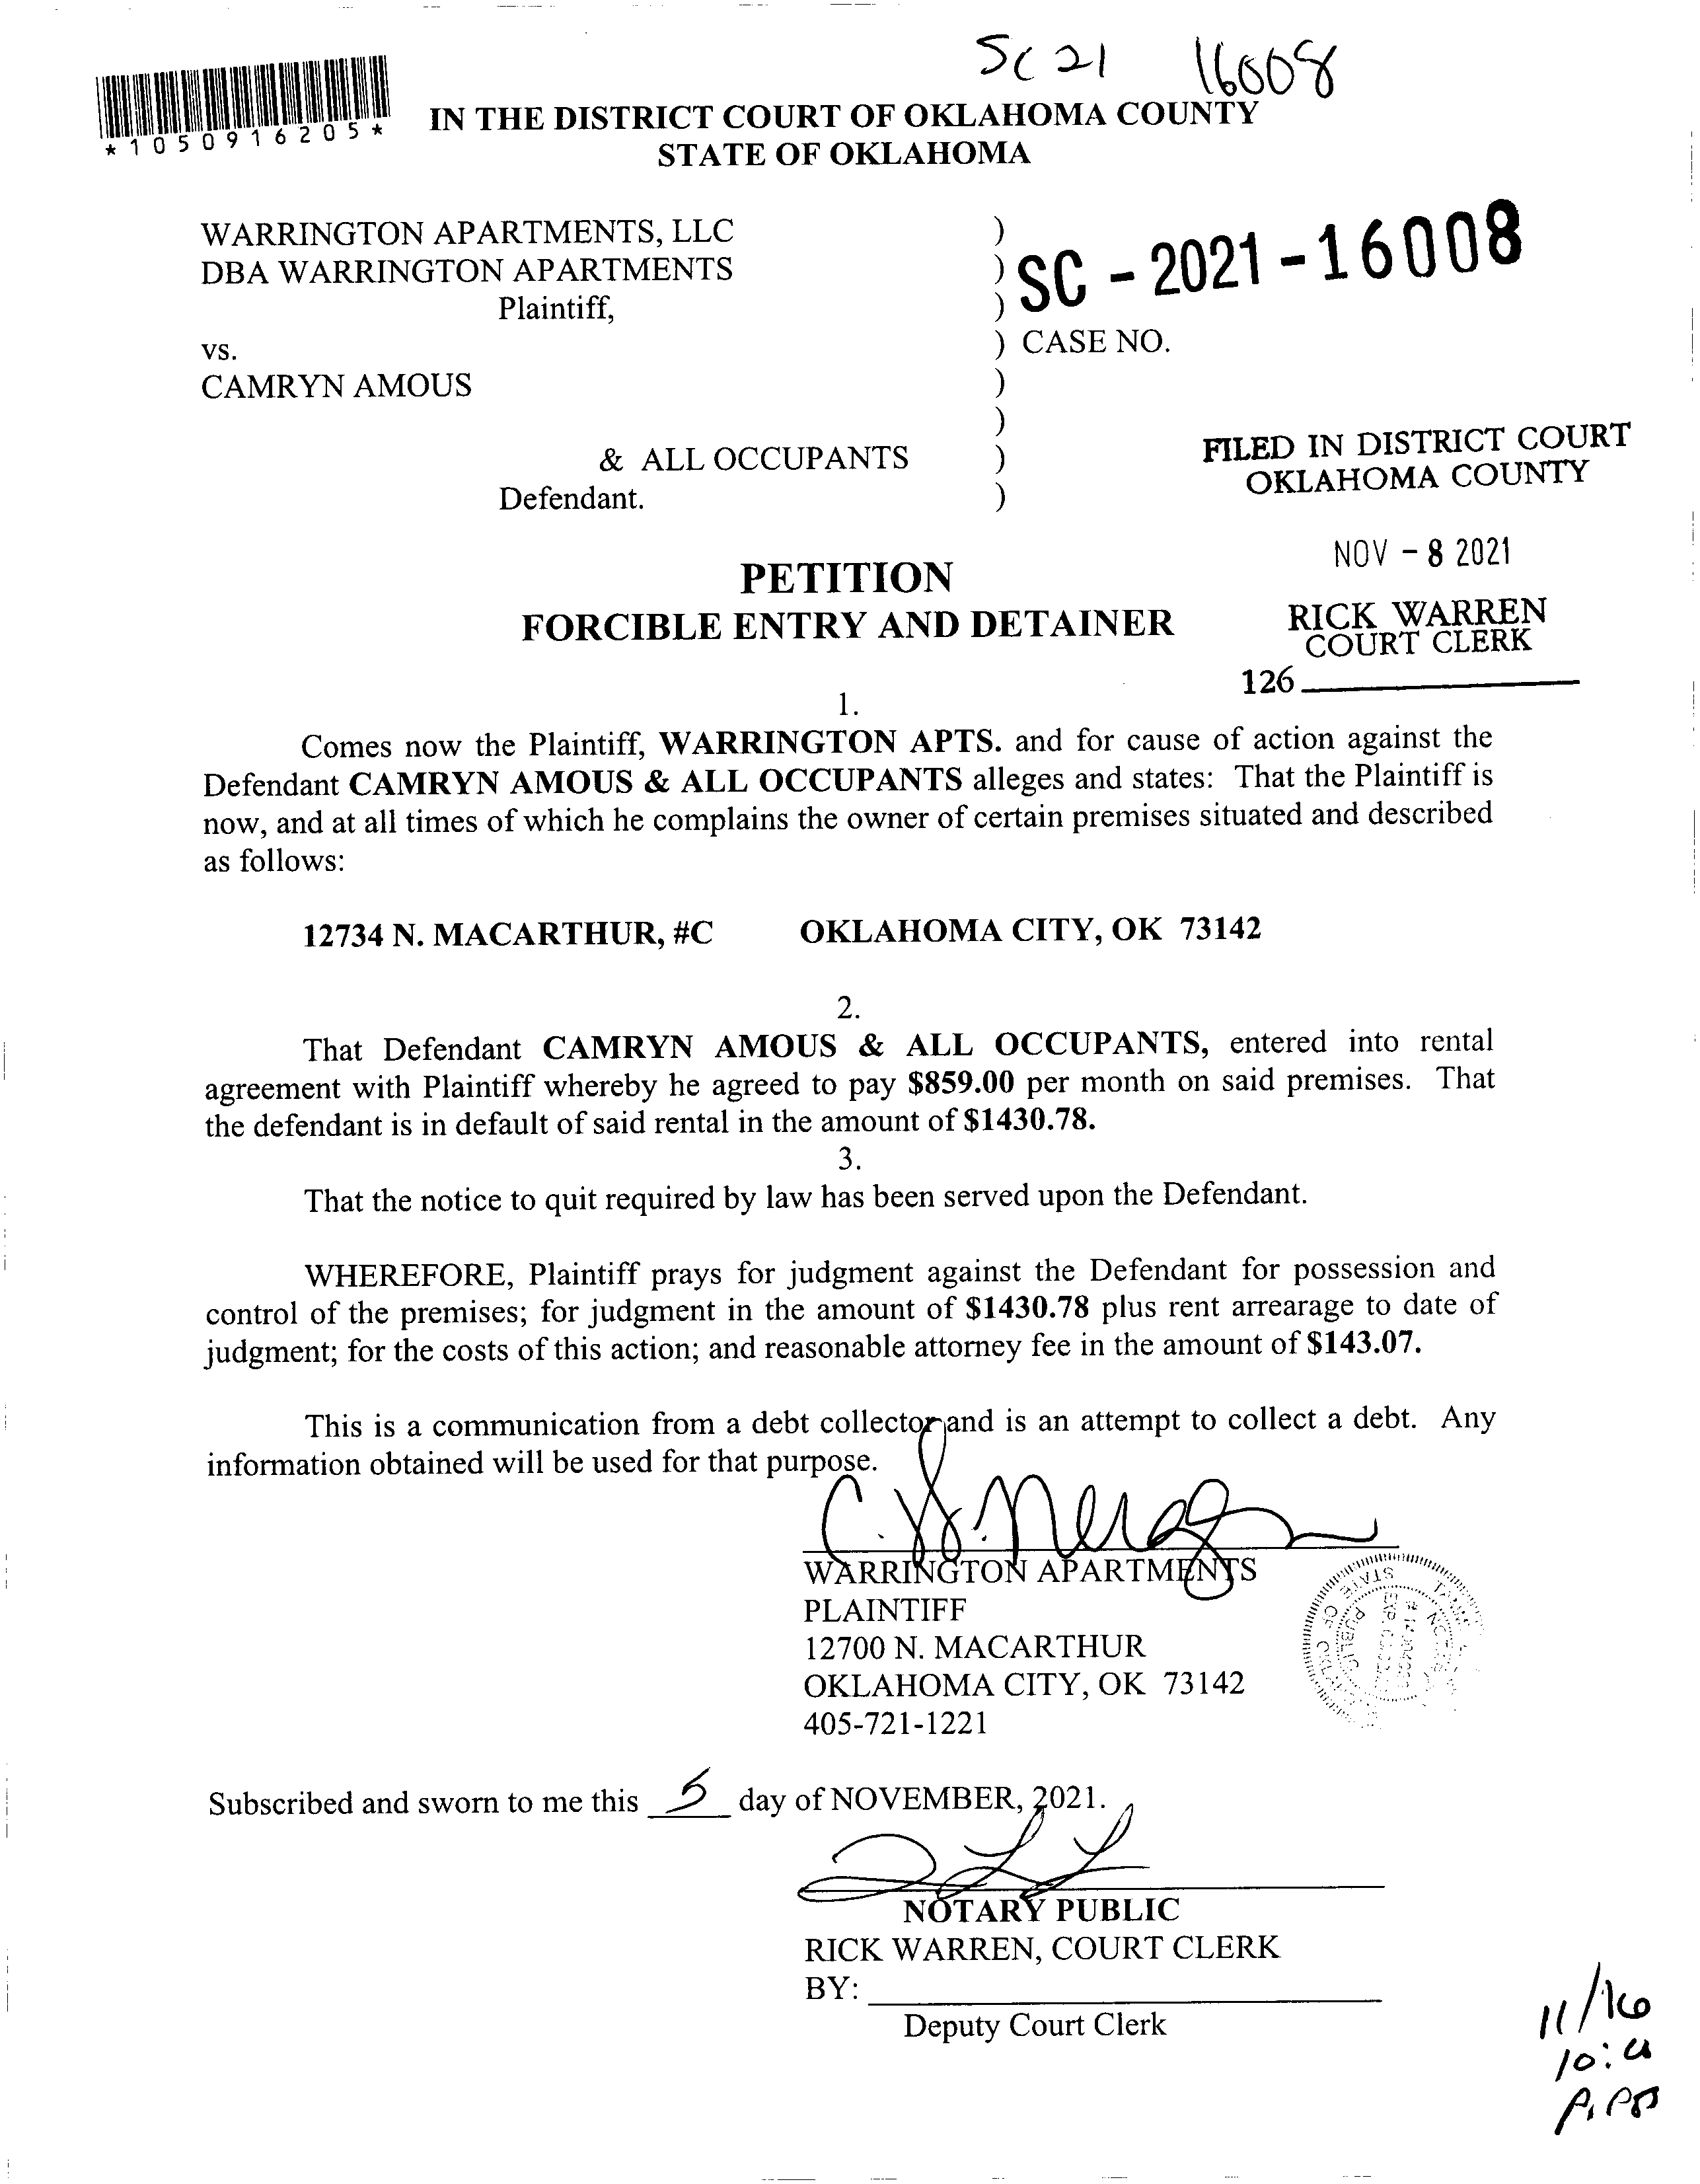 SC 21 16008
*1050916205*
IN THE DISTRICT COURT OF OKLAHOMA COUNTY
STATE OF OKLAHOMA
WARRINGTON APARTMENTS, LLC )
DBA WARRINGTON APARTMENTS ) SC - 2021 - 16008
Plaintiff, )
vs. ) CASE NO.
CAMRYN AMOUS )
)
& ALL OCCUPANTS )
Defendant. )
FILED IN DISTRICT COURT
OKLAHOMA COUNTY
NOV - 8 2021
RICK WARREN
COURT CLERK
126
PETITION
FORCIBLE ENTRY AND DETAINER
1.
Comes now the Plaintiff, WARRINGTON APTS. and for cause of action against the
Defendant CAMRYN AMOUS & ALL OCCUPANTS alleges and states: That the Plaintiff is
now, and at all times of which he complains the owner of certain premises situated and described
as follows:
12734 N. MACARTHUR, #C OKLAHOMA CITY, OK 73142
2.
That Defendant CAMRYN AMOUS & ALL OCCUPANTS, entered into rental
agreement with Plaintiff whereby he agreed to pay $859.00 per month on said premises. That
the defendant is in default of said rental in the amount of $1430.78.
3.
That the notice to quit required by law has been served upon the Defendant.
WHEREFORE, Plaintiff prays for judgment against the Defendant for possession and
control of the premises; for judgment in the amount of $1430.78 plus rent arrearage to date of
judgment; for the costs of this action; and reasonable attorney fee in the amount of $143.07.
This is a communication from a debt collector and is an attempt to collect a debt. Any
information obtained will be used for that purpose.
WARRINGTON APARTMENTS
PLAINTIFF
12700 N. MACARTHUR
OKLAHOMA CITY, OK 73142
405-721-1221
STATE OF
PUBLIC
Subscribed and sworn to me this 5 day of NOVEMBER, 2021.
NOTARY PUBLIC
RICK WARREN, COURT CLERK
BY:
Deputy Court Clerk
11/16